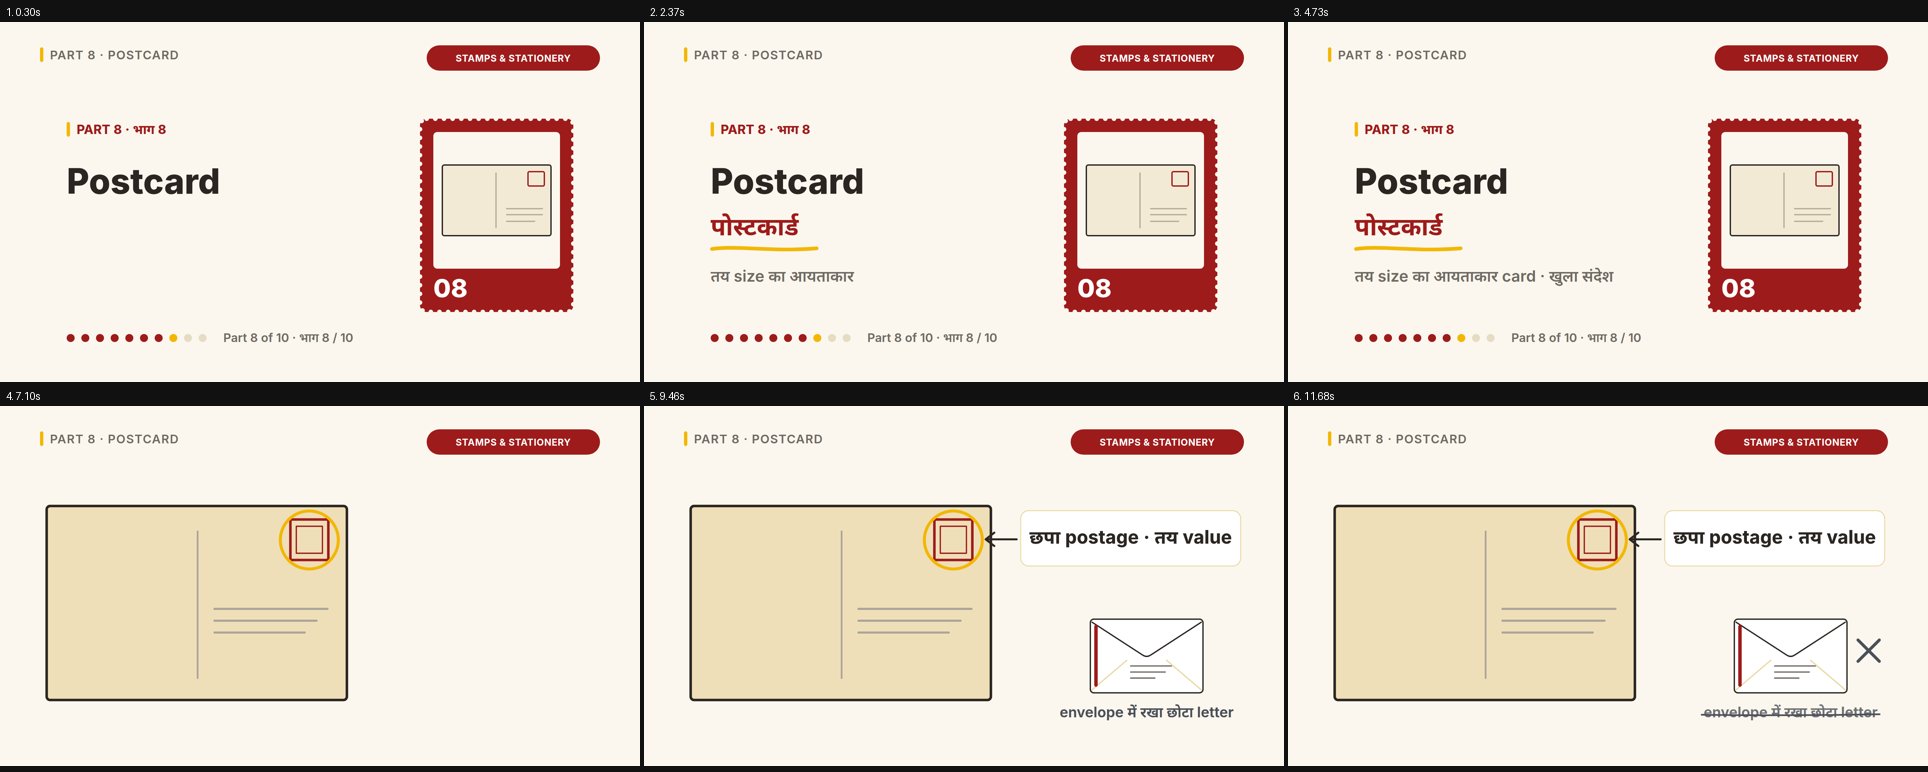 1. 0.30s
PART 8 · POSTCARD
STAMPS & STATIONERY
PART 8 · भाग 8
Postcard
08
Part 8 of 10 · भाग 8 / 10
2. 2.37s
PART 8 · POSTCARD
STAMPS & STATIONERY
PART 8 · भाग 8
Postcard
पोस्टकार्ड
तय size का आयताकार
08
Part 8 of 10 · भाग 8 / 10
3. 4.73s
PART 8 · POSTCARD
STAMPS & STATIONERY
PART 8 · भाग 8
Postcard
पोस्टकार्ड
तय size का आयताकार card · खुला संदेश
08
Part 8 of 10 · भाग 8 / 10
4. 7.10s
PART 8 · POSTCARD
STAMPS & STATIONERY
5. 9.46s
PART 8 · POSTCARD
STAMPS & STATIONERY
छपा postage · तय value
envelope में रखा छोटा letter
6. 11.68s
PART 8 · POSTCARD
STAMPS & STATIONERY
छपा postage · तय value
envelope में रखा छोटा letter